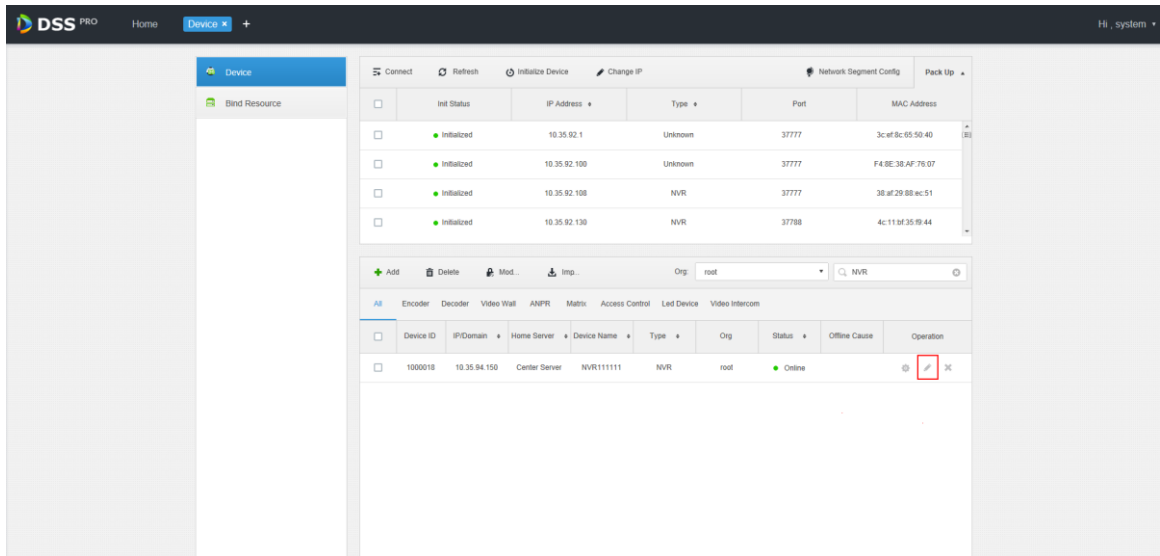 DSS PRO Home Device × + Hi , system
Device
Bind Resource
Connect Refresh Initialize Device Change IP Network Segment Config Pack Up
Init Status IP Address Type Port MAC Address
Initialized 10.35.92.1 Unknown 37777 3c:ef:8c:65:50:40
Initialized 10.35.92.100 Unknown 37777 F4:8E:38:AF:76:07
Initialized 10.35.92.108 NVR 37777 38:af:29:88:ec:51
Initialized 10.35.92.130 NVR 37788 4c:11:bf:35:f9:44
Add Delete Mod... Imp... Org: root NVR
All Encoder Decoder Video Wall ANPR Matrix Access Control Led Device Video Intercom
Device ID IP/Domain Home Server Device Name Type Org Status Offline Cause Operation
1000018 10.35.94.150 Center Server NVR111111 NVR root Online